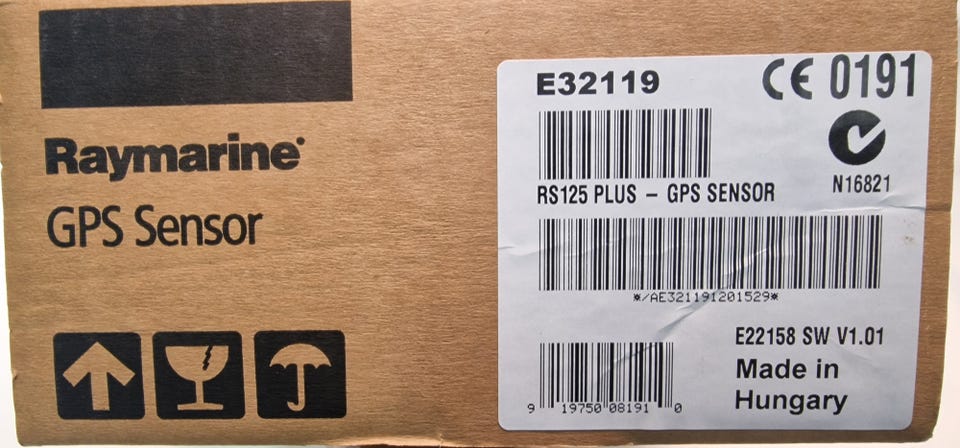 Raymarine
GPS Sensor
E32119
CE 0191
N16821
RS125 PLUS - GPS SENSOR
*/AE321191201529*
E22158 SW V1.01
Made in
Hungary
9 19750 08191 0